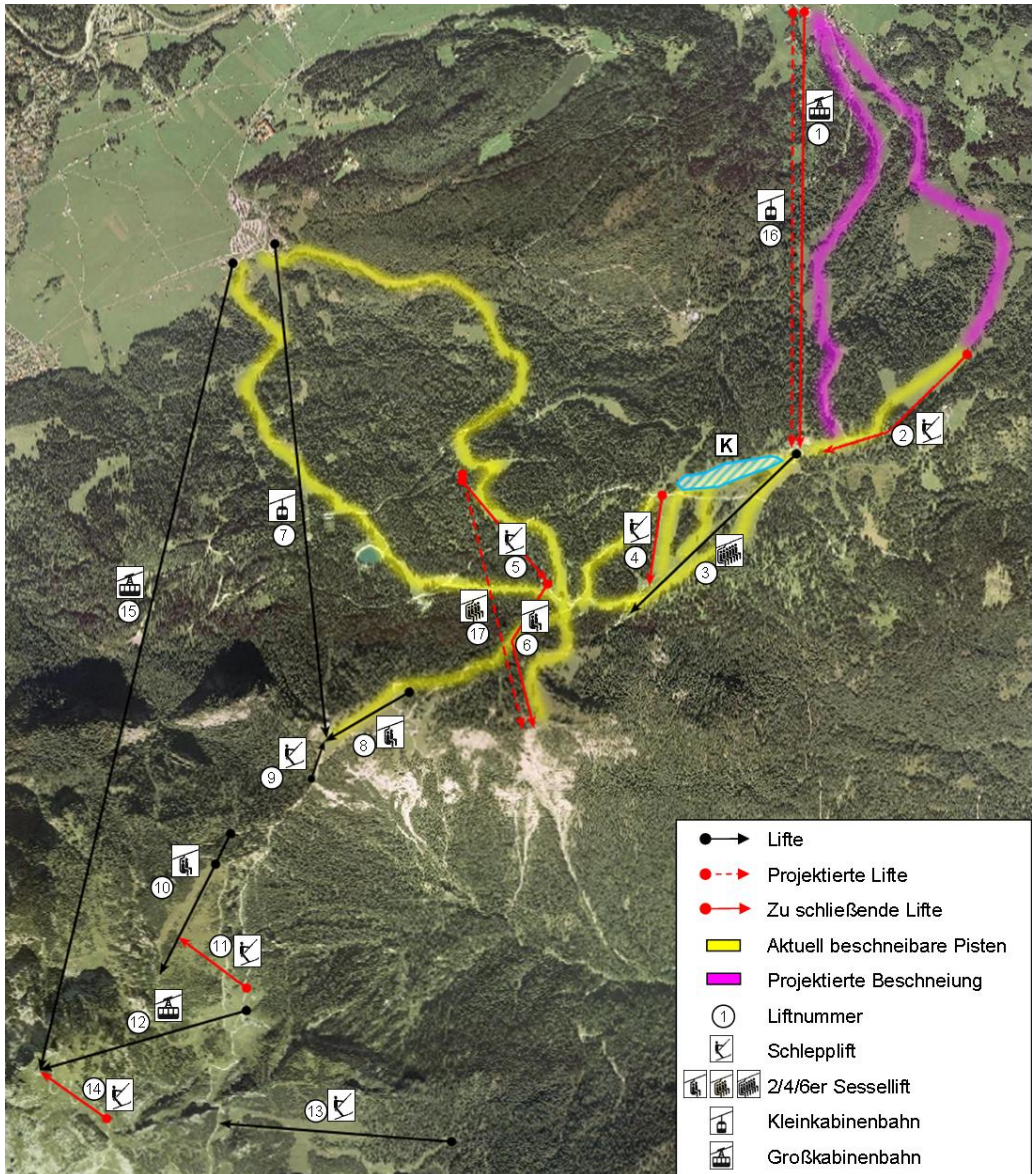 1
16
2
K
7
4
5
3
15
17
6
8
9
10
11
12
14
13
Lifte
Projektierte Lifte
Zu schließende Lifte
Aktuell beschneibare Pisten
Projektierte Beschneiung
1 Liftnummer
Schlepplift
2/4/6er Sessellift
Kleinkabinenbahn
Großkabinenbahn